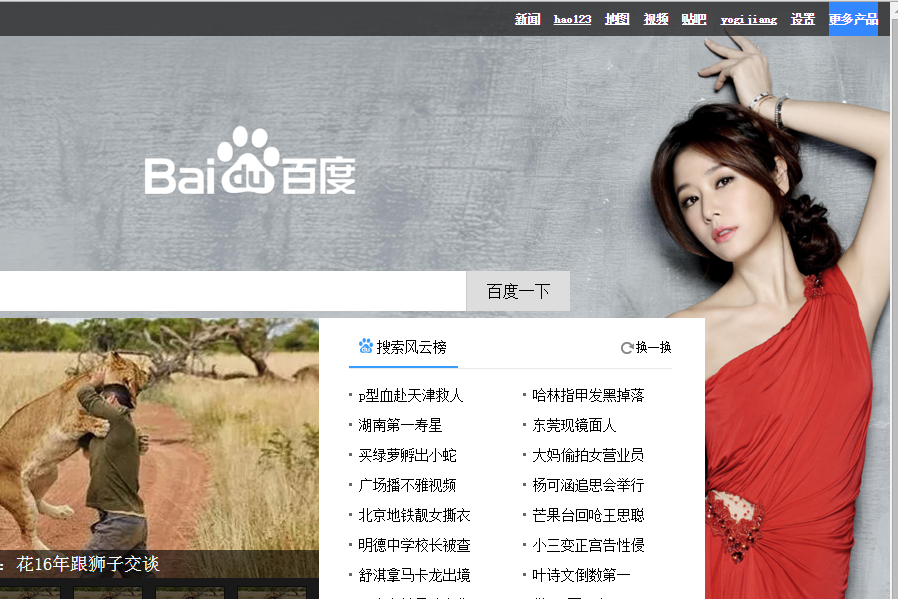 新闻 hao123 地图 视频 贴吧 yogijiang 设置 更多产品
Bai du 百度
百度一下
搜索风云榜 换一换
p型血赴天津救人 哈林指甲发黑掉落
湖南第一寿星 东莞现镜面人
买绿萝孵出小蛇 大妈偷拍女营业员
广场播不雅视频 杨可涵追思会举行
北京地铁靓女撕衣 芒果台回呛王思聪
明德中学校长被查 小三变正宫告性侵
：花16年跟狮子交谈
舒淇拿马卡龙出境 叶诗文倒数第一